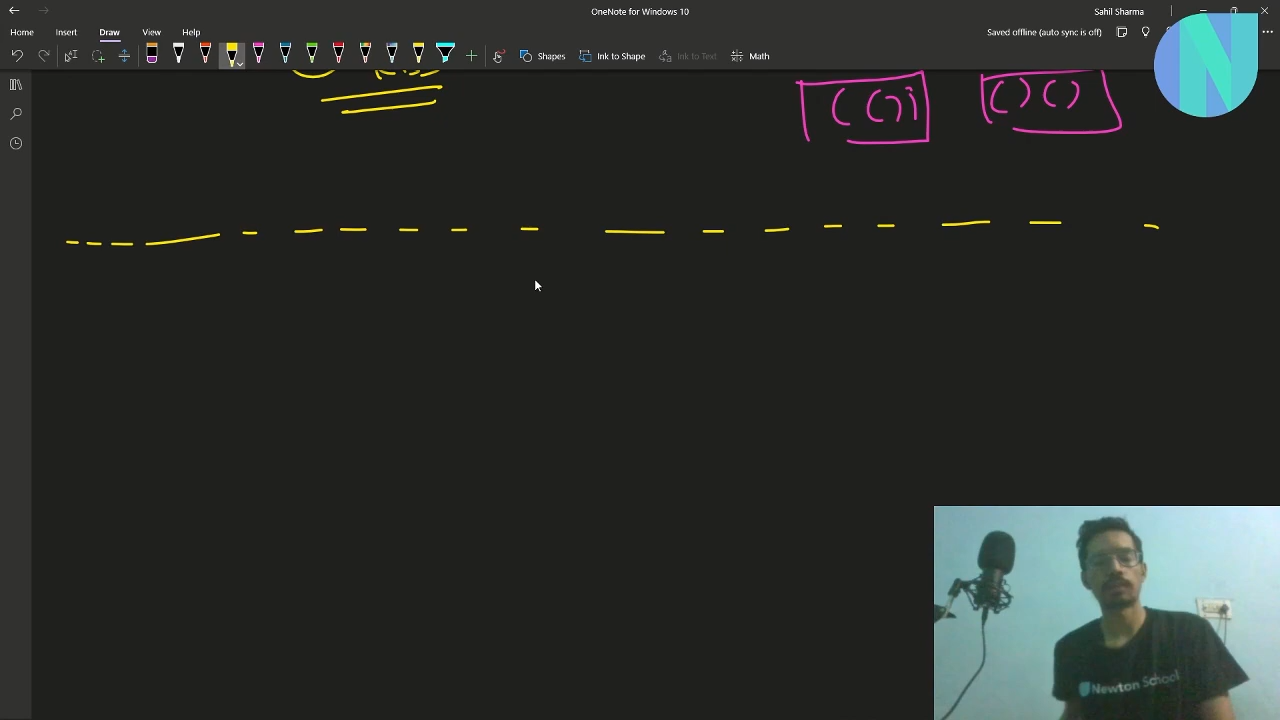 OneNote for Windows 10
Sahil Sharma
Home Insert Draw View Help
Saved offline (auto sync is off)
Shapes Ink to Shape Ink to Text Math
( ( ) )
( ) ( )
Newton School